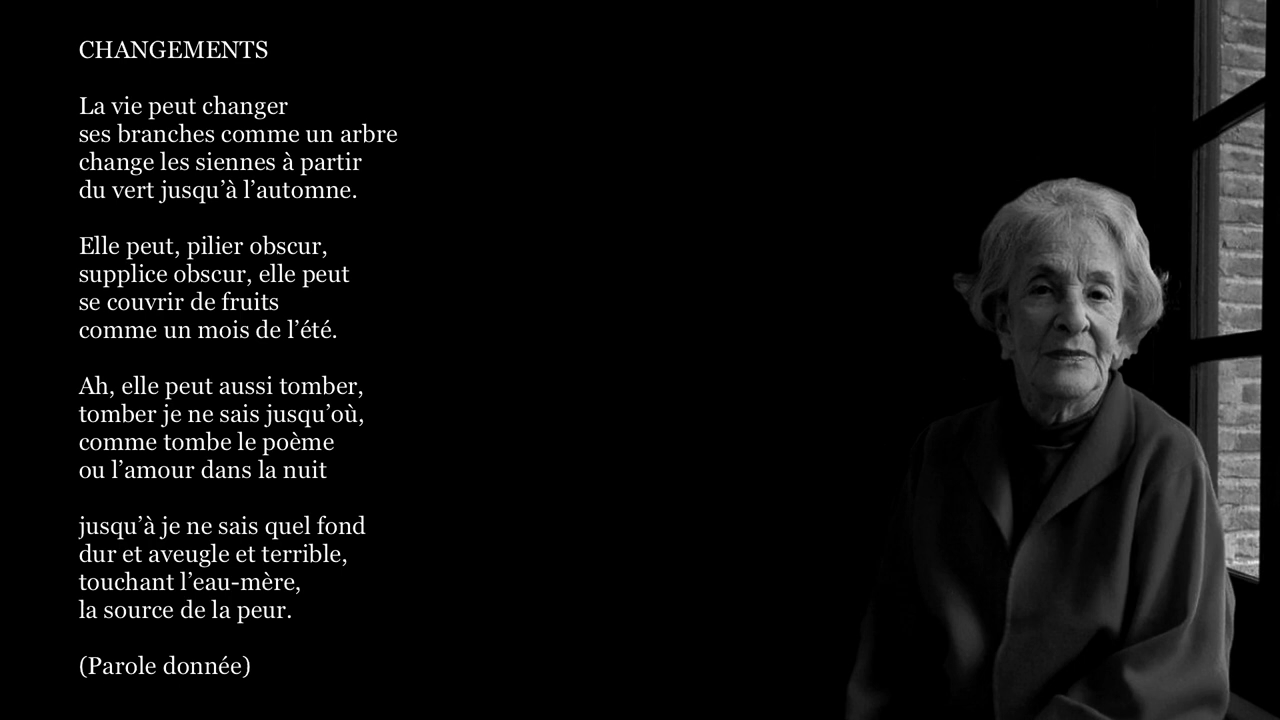 CHANGEMENTS
La vie peut changer
ses branches comme un arbre
change les siennes à partir
du vert jusqu’à l’automne.
Elle peut, pilier obscur,
supplice obscur, elle peut
se couvrir de fruits
comme un mois de l’été.
Ah, elle peut aussi tomber,
tomber je ne sais jusqu’où,
comme tombe le poème
ou l’amour dans la nuit
jusqu’à je ne sais quel fond
dur et aveugle et terrible,
touchant l’eau-mère,
la source de la peur.
(Parole donnée)